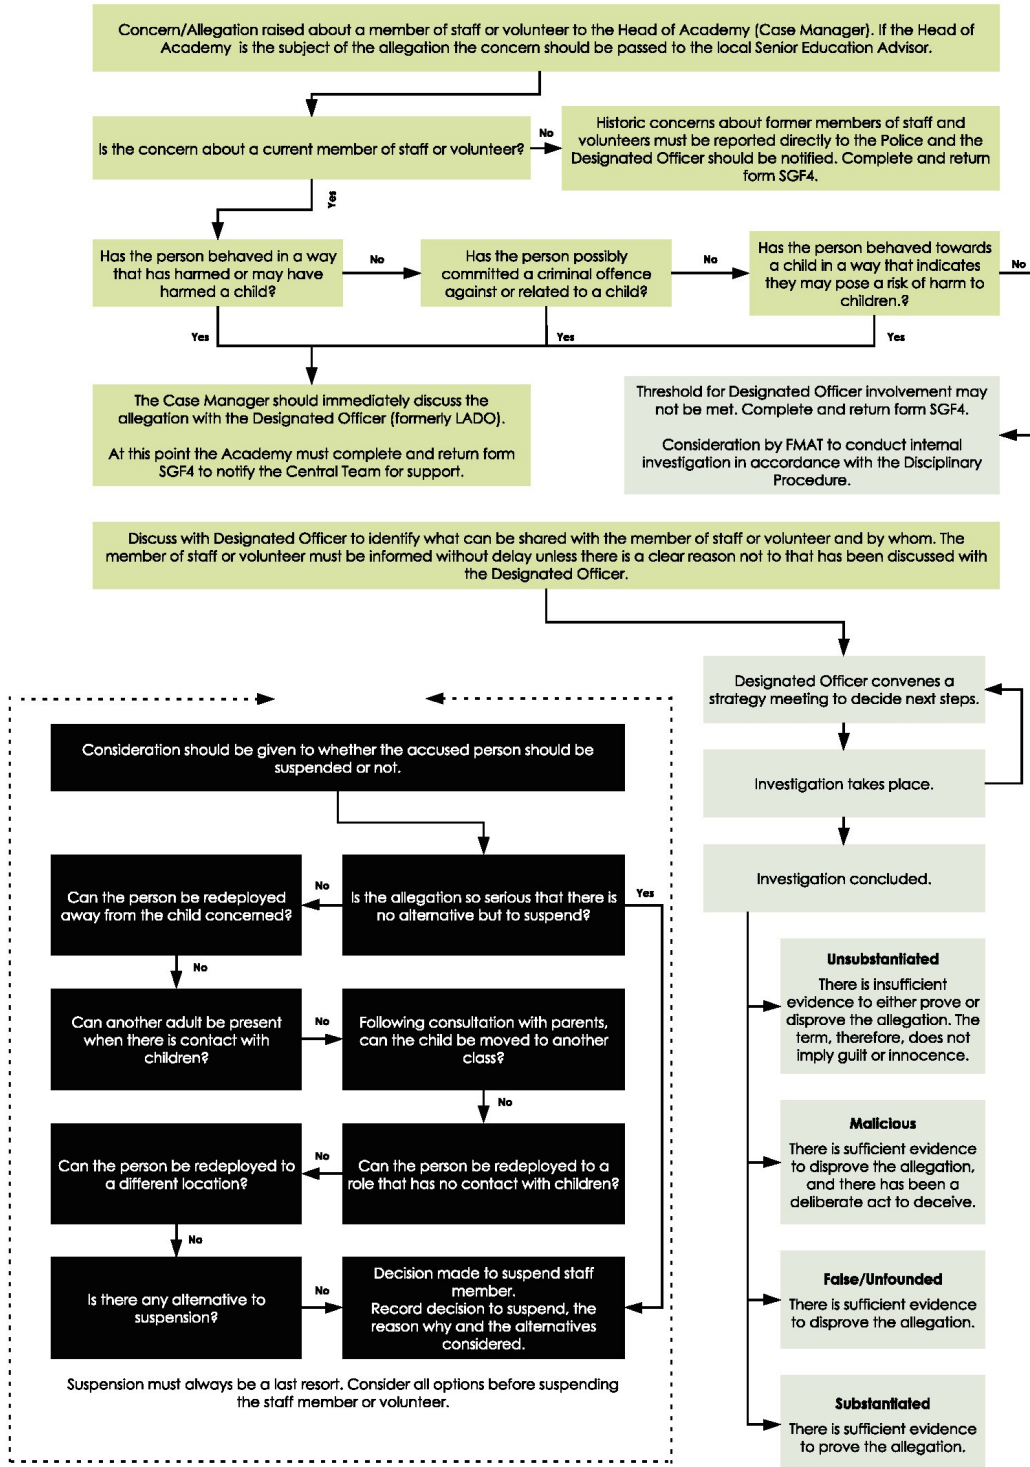 Concern/Allegation raised about a member of staff or volunteer to the Head of Academy (Case Manager). If the Head of
Academy is the subject of the allegation the concern should be passed to the local Senior Education Advisor.
Is the concern about a current member of staff or volunteer?
No
Historic concerns about former members of staff and
volunteers must be reported directly to the Police and the
Designated Officer should be notified. Complete and return
form SGF4.
Yes
Has the person behaved in a way
that has harmed or may have
harmed a child?
No
Has the person possibly
committed a criminal offence
against or related to a child?
No
Has the person behaved towards
a child in a way that indicates
they may pose a risk of harm to
children.?
No
Yes
Yes
Yes
The Case Manager should immediately discuss the
allegation with the Designated Officer (formerly LADO).
At this point the Academy must complete and return form
SGF4 to notify the Central Team for support.
Threshold for Designated Officer involvement may
not be met. Complete and return form SGF4.
Consideration by FMAT to conduct internal
investigation in accordance with the Disciplinary
Procedure.
Discuss with Designated Officer to identify what can be shared with the member of staff or volunteer and by whom. The
member of staff or volunteer must be informed without delay unless there is a clear reason not to that has been discussed with
the Designated Officer.
Designated Officer convenes a
strategy meeting to decide next steps.
Investigation takes place.
Investigation concluded.
Unsubstantiated
There is insufficient
evidence to either prove or
disprove the allegation. The
term, therefore, does not
imply guilt or innocence.
Malicious
There is sufficient evidence
to disprove the allegation,
and there has been a
deliberate act to deceive.
False/Unfounded
There is sufficient evidence
to disprove the allegation.
Substantiated
There is sufficient evidence
to prove the allegation.
Consideration should be given to whether the accused person should be
suspended or not.
Is the allegation so serious that there is
no alternative but to suspend?
Yes
No
Can the person be redeployed
away from the child concerned?
No
Can another adult be present
when there is contact with
children?
No
Following consultation with parents,
can the child be moved to another
class?
No
Can the person be redeployed to a
role that has no contact with children?
No
Can the person be redeployed to
a different location?
No
Is there any alternative to
suspension?
No
Decision made to suspend staff
member.
Record decision to suspend, the
reason why and the alternatives
considered.
Suspension must always be a last resort. Consider all options before suspending
the staff member or volunteer.